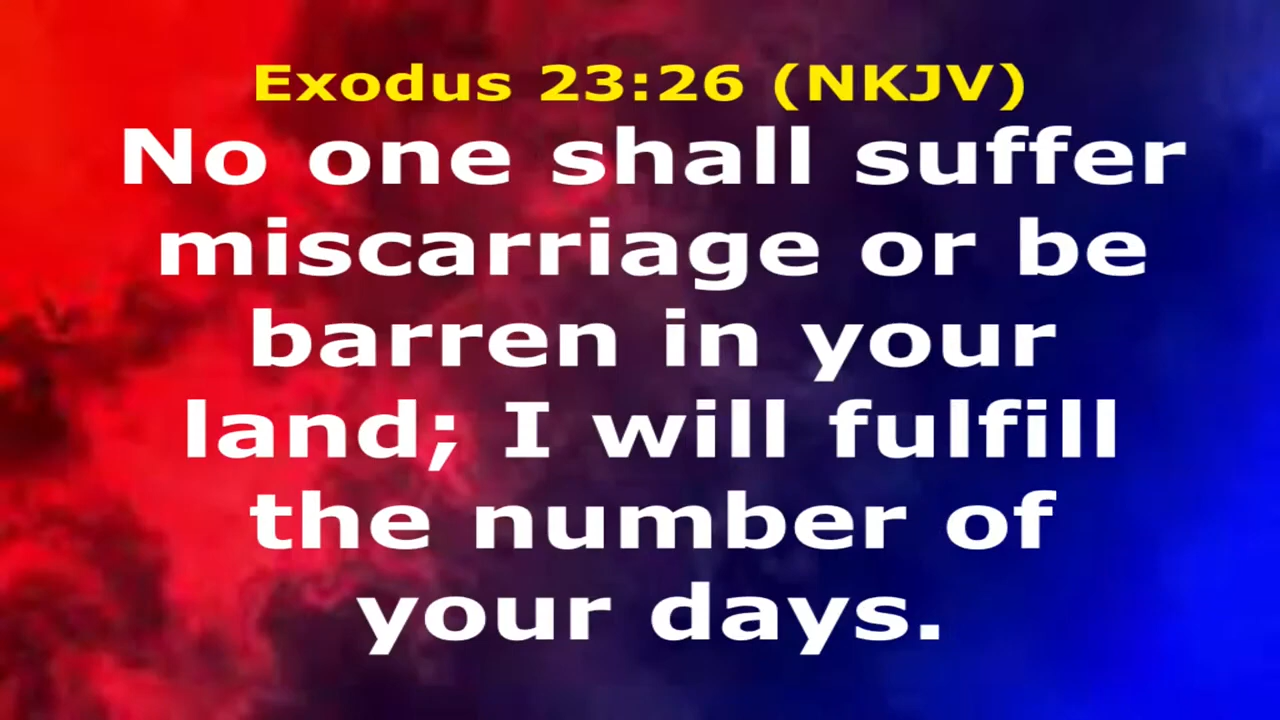 Exodus 23:26 (NKJV)
No one shall suffer
miscarriage or be
barren in your
land; I will fulfill
the number of
your days.